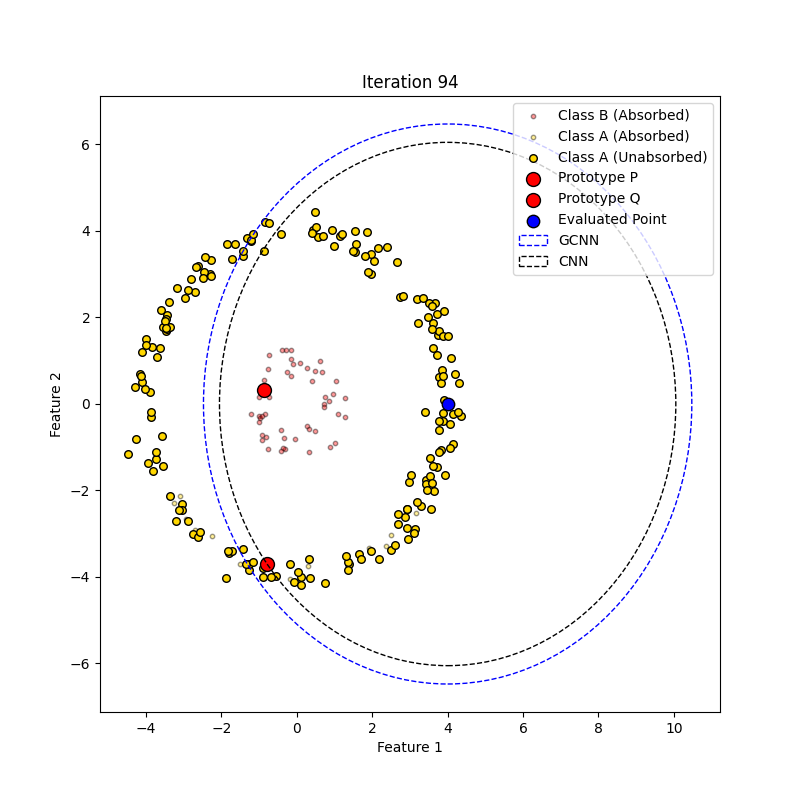 Iteration 94
Class B (Absorbed)
Class A (Absorbed)
Class A (Unabsorbed)
Prototype P
Prototype Q
Evaluated Point
GCNN
CNN
Feature 2
6
4
2
0
−2
−4
−6
−4 −2 0 2 4 6 8 10
Feature 1